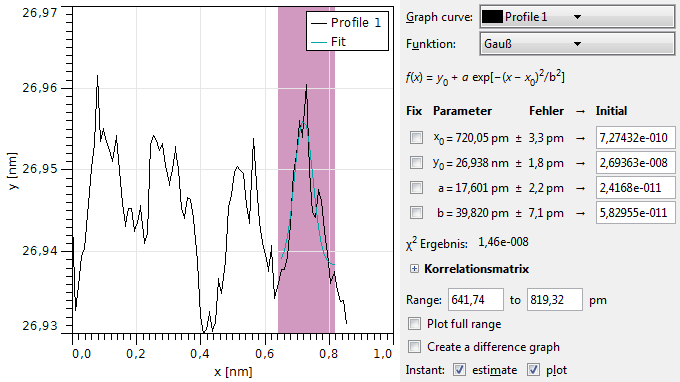 26,97
26,96
26,95
26,94
26,93
y [nm]
0,0 0,2 0,4 0,6 0,8 1,0
x [nm]
Profile 1
Fit
Graph curve: Profile 1
Funktion: Gauß
f(x) = y₀ + a exp[−(x − x₀)²/b²]
Fix Parameter Fehler → Initial
x₀ = 720,05 pm ± 3,3 pm → 7,27432e-010
y₀ = 26,938 nm ± 1,8 pm → 2,69363e-008
a = 17,601 pm ± 2,2 pm → 2,4168e-011
b = 39,820 pm ± 7,1 pm → 5,82955e-011
χ² Ergebnis: 1,46e-008
Korrelationsmatrix
Range: 641,74 to 819,32 pm
Plot full range
Create a difference graph
Instant: estimate plot